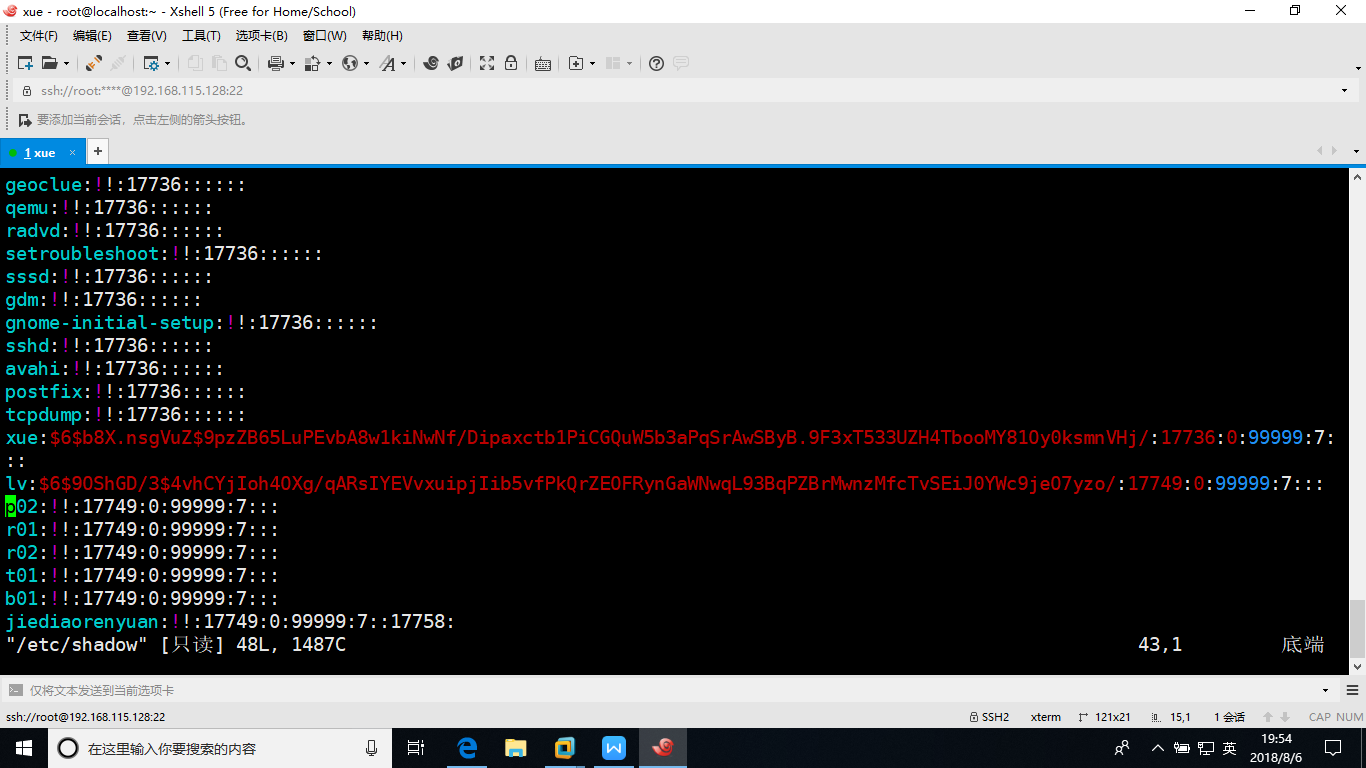 xue - root@localhost:~ - Xshell 5 (Free for Home/School)
文件(F) 编辑(E) 查看(V) 工具(T) 选项卡(B) 窗口(W) 帮助(H)
ssh://root:****@192.168.115.128:22
要添加当前会话，点击左侧的箭头按钮。
1 xue × +
geoclue:!!:17736::::::
qemu:!!:17736::::::
radvd:!!:17736::::::
setroubleshoot:!!:17736::::::
sssd:!!:17736::::::
gdm:!!:17736::::::
gnome-initial-setup:!!:17736::::::
sshd:!!:17736::::::
avahi:!!:17736::::::
postfix:!!:17736::::::
tcpdump:!!:17736::::::
xue:$6$b8X.nsgVuZ$9pzZB65LuPEvbA8w1kiNwNf/Dipaxctb1PiCGQuW5b3aPqSrAwSByB.9F3xT533UZH4TbooMY81Oy0ksmnVHj/:17736:0:99999:7:
::
lv:$6$9OShGD/3$4vhCYjIoh4OXg/qARsIYEVvxuipjIib5vfPkQrZEOFRynGaWNwqL93BqPZBrMwnzMfcTvSEiJ0YWc9jeO7yzo/:17749:0:99999:7:::
p02:!!:17749:0:99999:7:::
r01:!!:17749:0:99999:7:::
r02:!!:17749:0:99999:7:::
t01:!!:17749:0:99999:7:::
b01:!!:17749:0:99999:7:::
jiediaorenyuan:!!:17749:0:99999:7::17758:
"/etc/shadow" [只读] 48L, 1487C 43,1 底端
仅将文本发送到当前选项卡
ssh://root@192.168.115.128:22 SSH2 xterm 121x21 15,1 1 会话 CAP NUM
在这里输入你要搜索的内容 英 19:54
2018/8/6